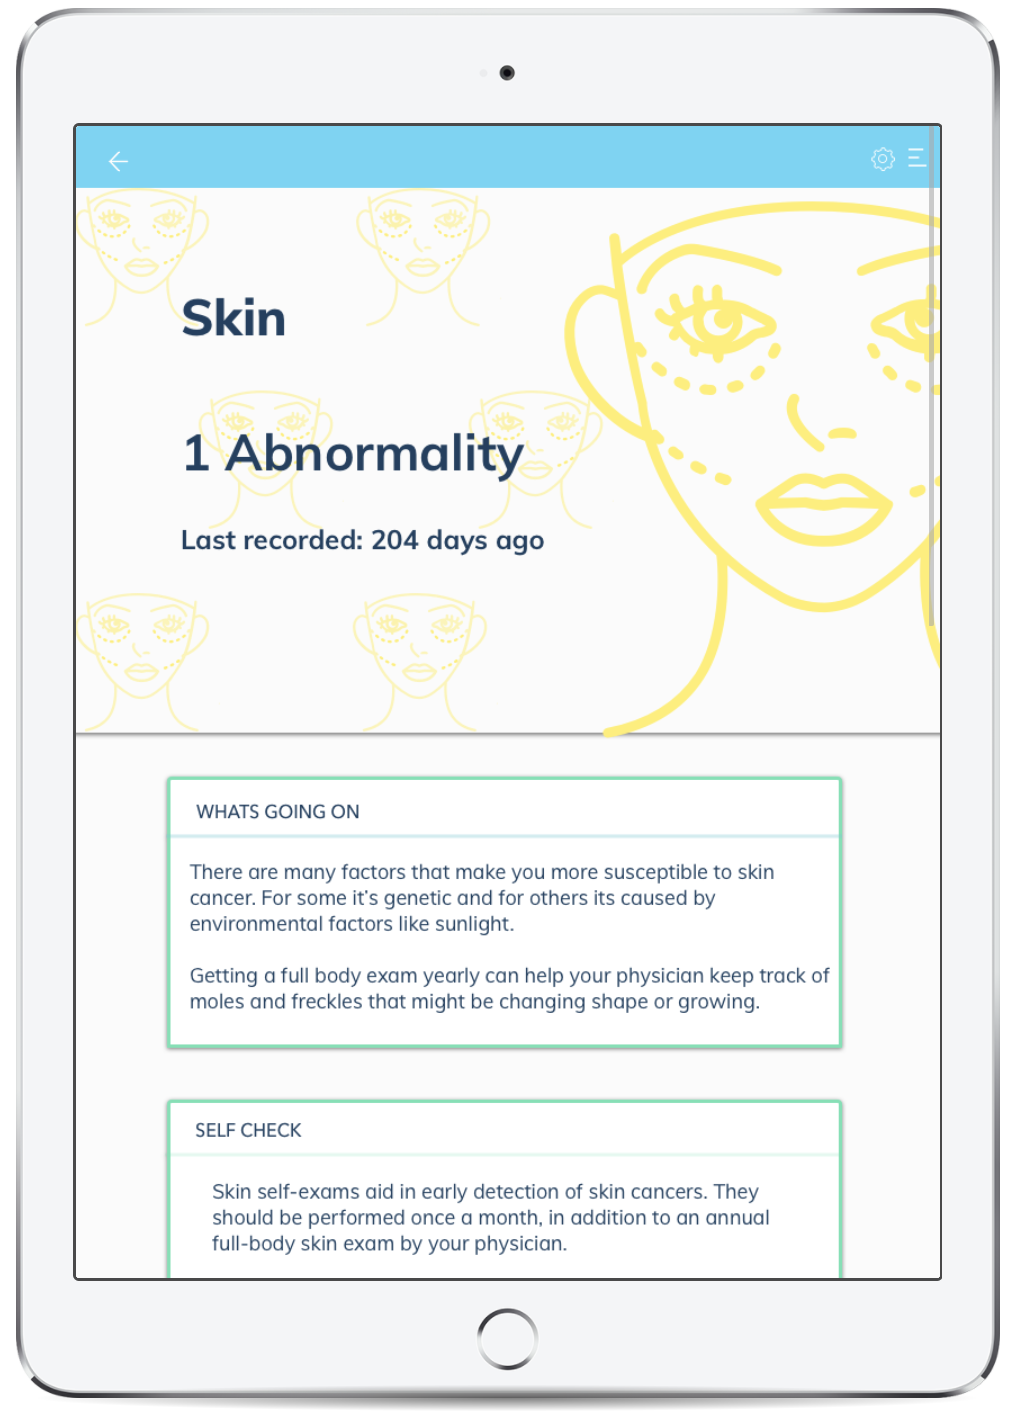 Skin
1 Abnormality
Last recorded: 204 days ago
WHATS GOING ON
There are many factors that make you more susceptible to skin
cancer. For some it's genetic and for others its caused by
environmental factors like sunlight.
Getting a full body exam yearly can help your physician keep track of
moles and freckles that might be changing shape or growing.
SELF CHECK
Skin self-exams aid in early detection of skin cancers. They
should be performed once a month, in addition to an annual
full-body skin exam by your physician.